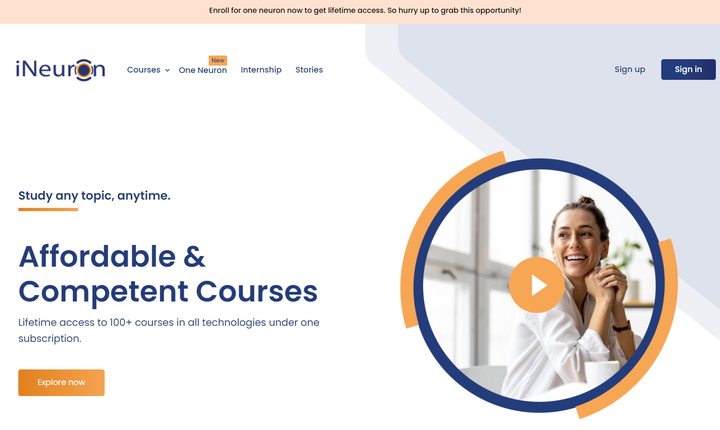 Enroll for one neuron now to get lifetime access. So hurry up to grab this opportunity!
iNeuron
Courses
New
One Neuron
Internship
Stories
Sign up
Sign in
Study any topic, anytime.
Affordable &
Competent Courses
Lifetime access to 100+ courses in all technologies under one
subscription.
Explore now